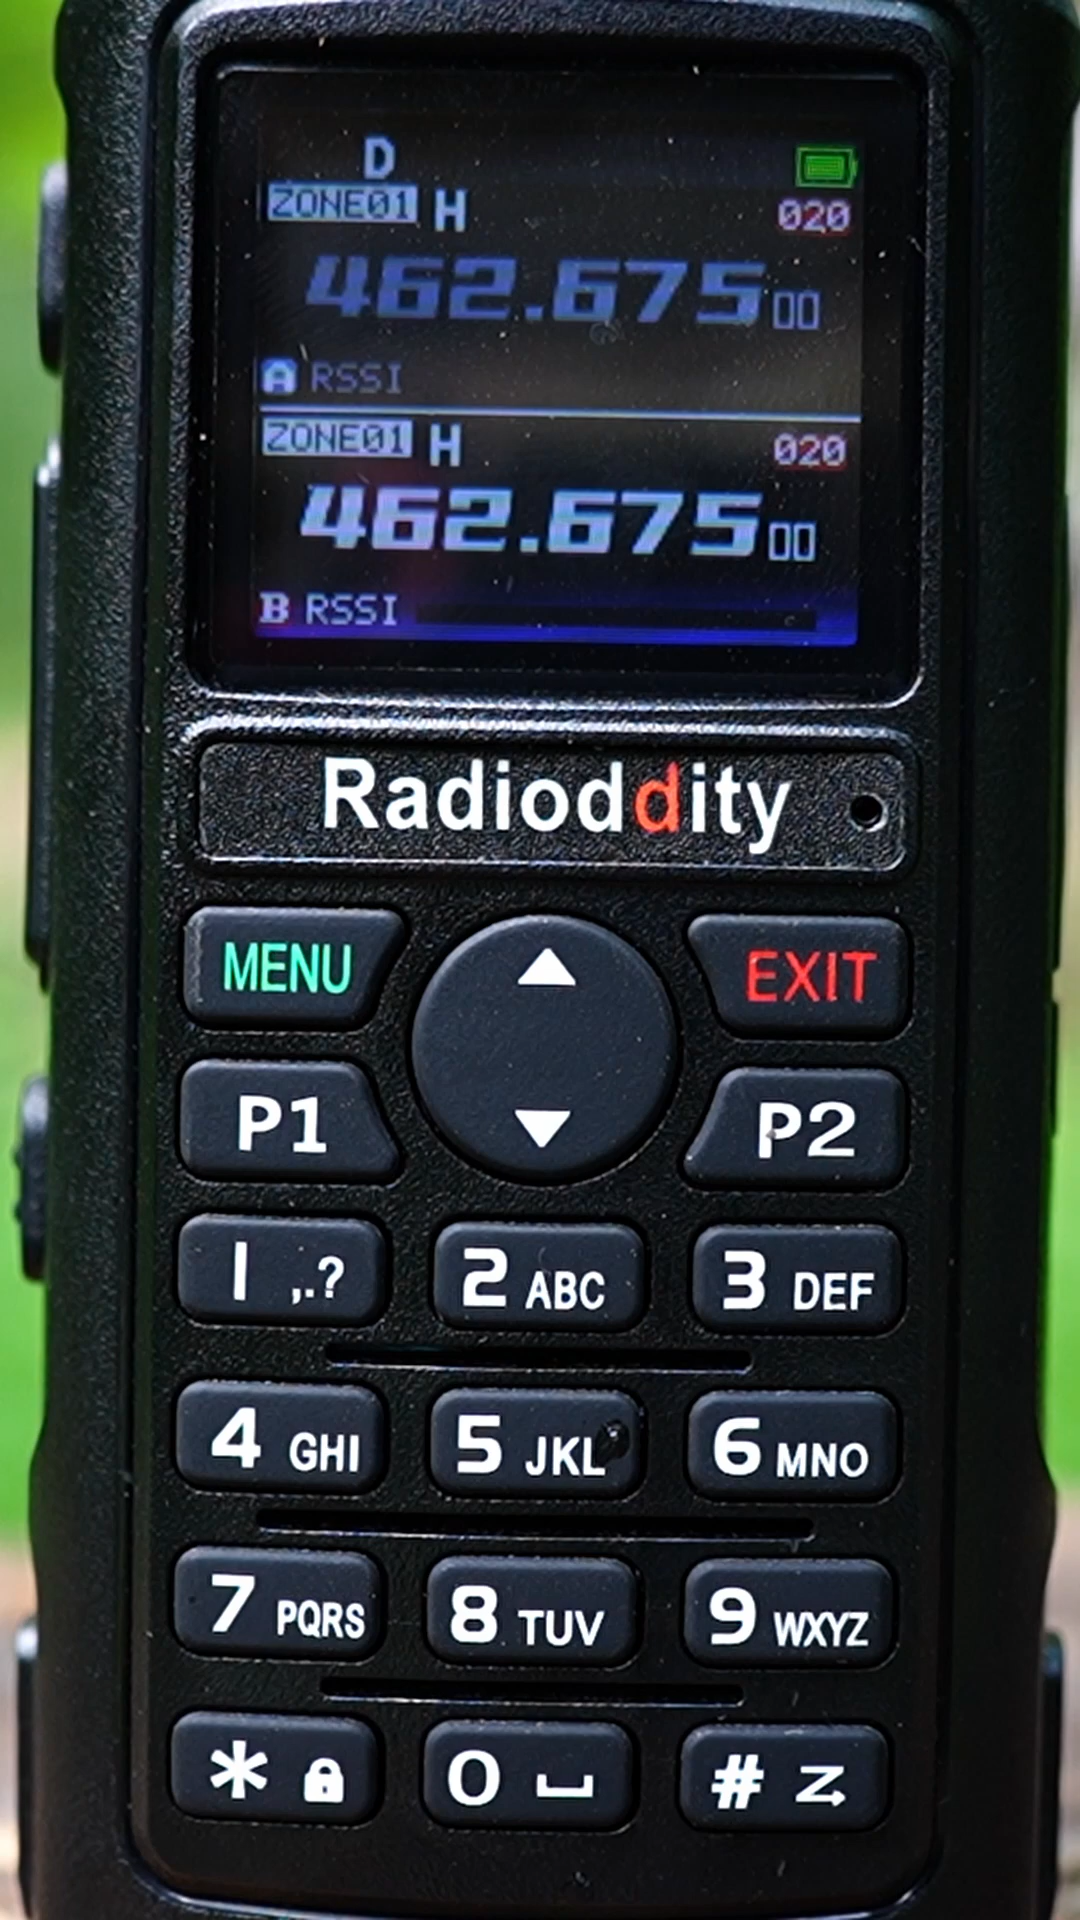 D
ZONE01 H 020
462.67500
A RSSI
ZONE01 H 020
462.67500
B RSSI
Radioddity
MENU EXIT
P1 P2
1 ,.? 2 ABC 3 DEF
4 GHI 5 JKL 6 MNO
7 PQRS 8 TUV 9 WXYZ
* 0 #